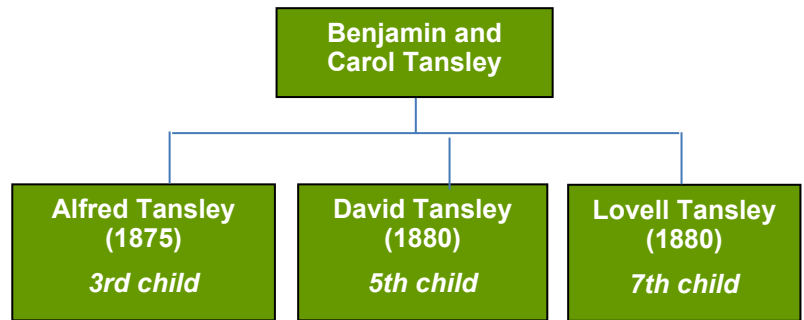 Benjamin and
Carol Tansley
Alfred Tansley
(1875)
3rd child
David Tansley
(1880)
5th child
Lovell Tansley
(1880)
7th child